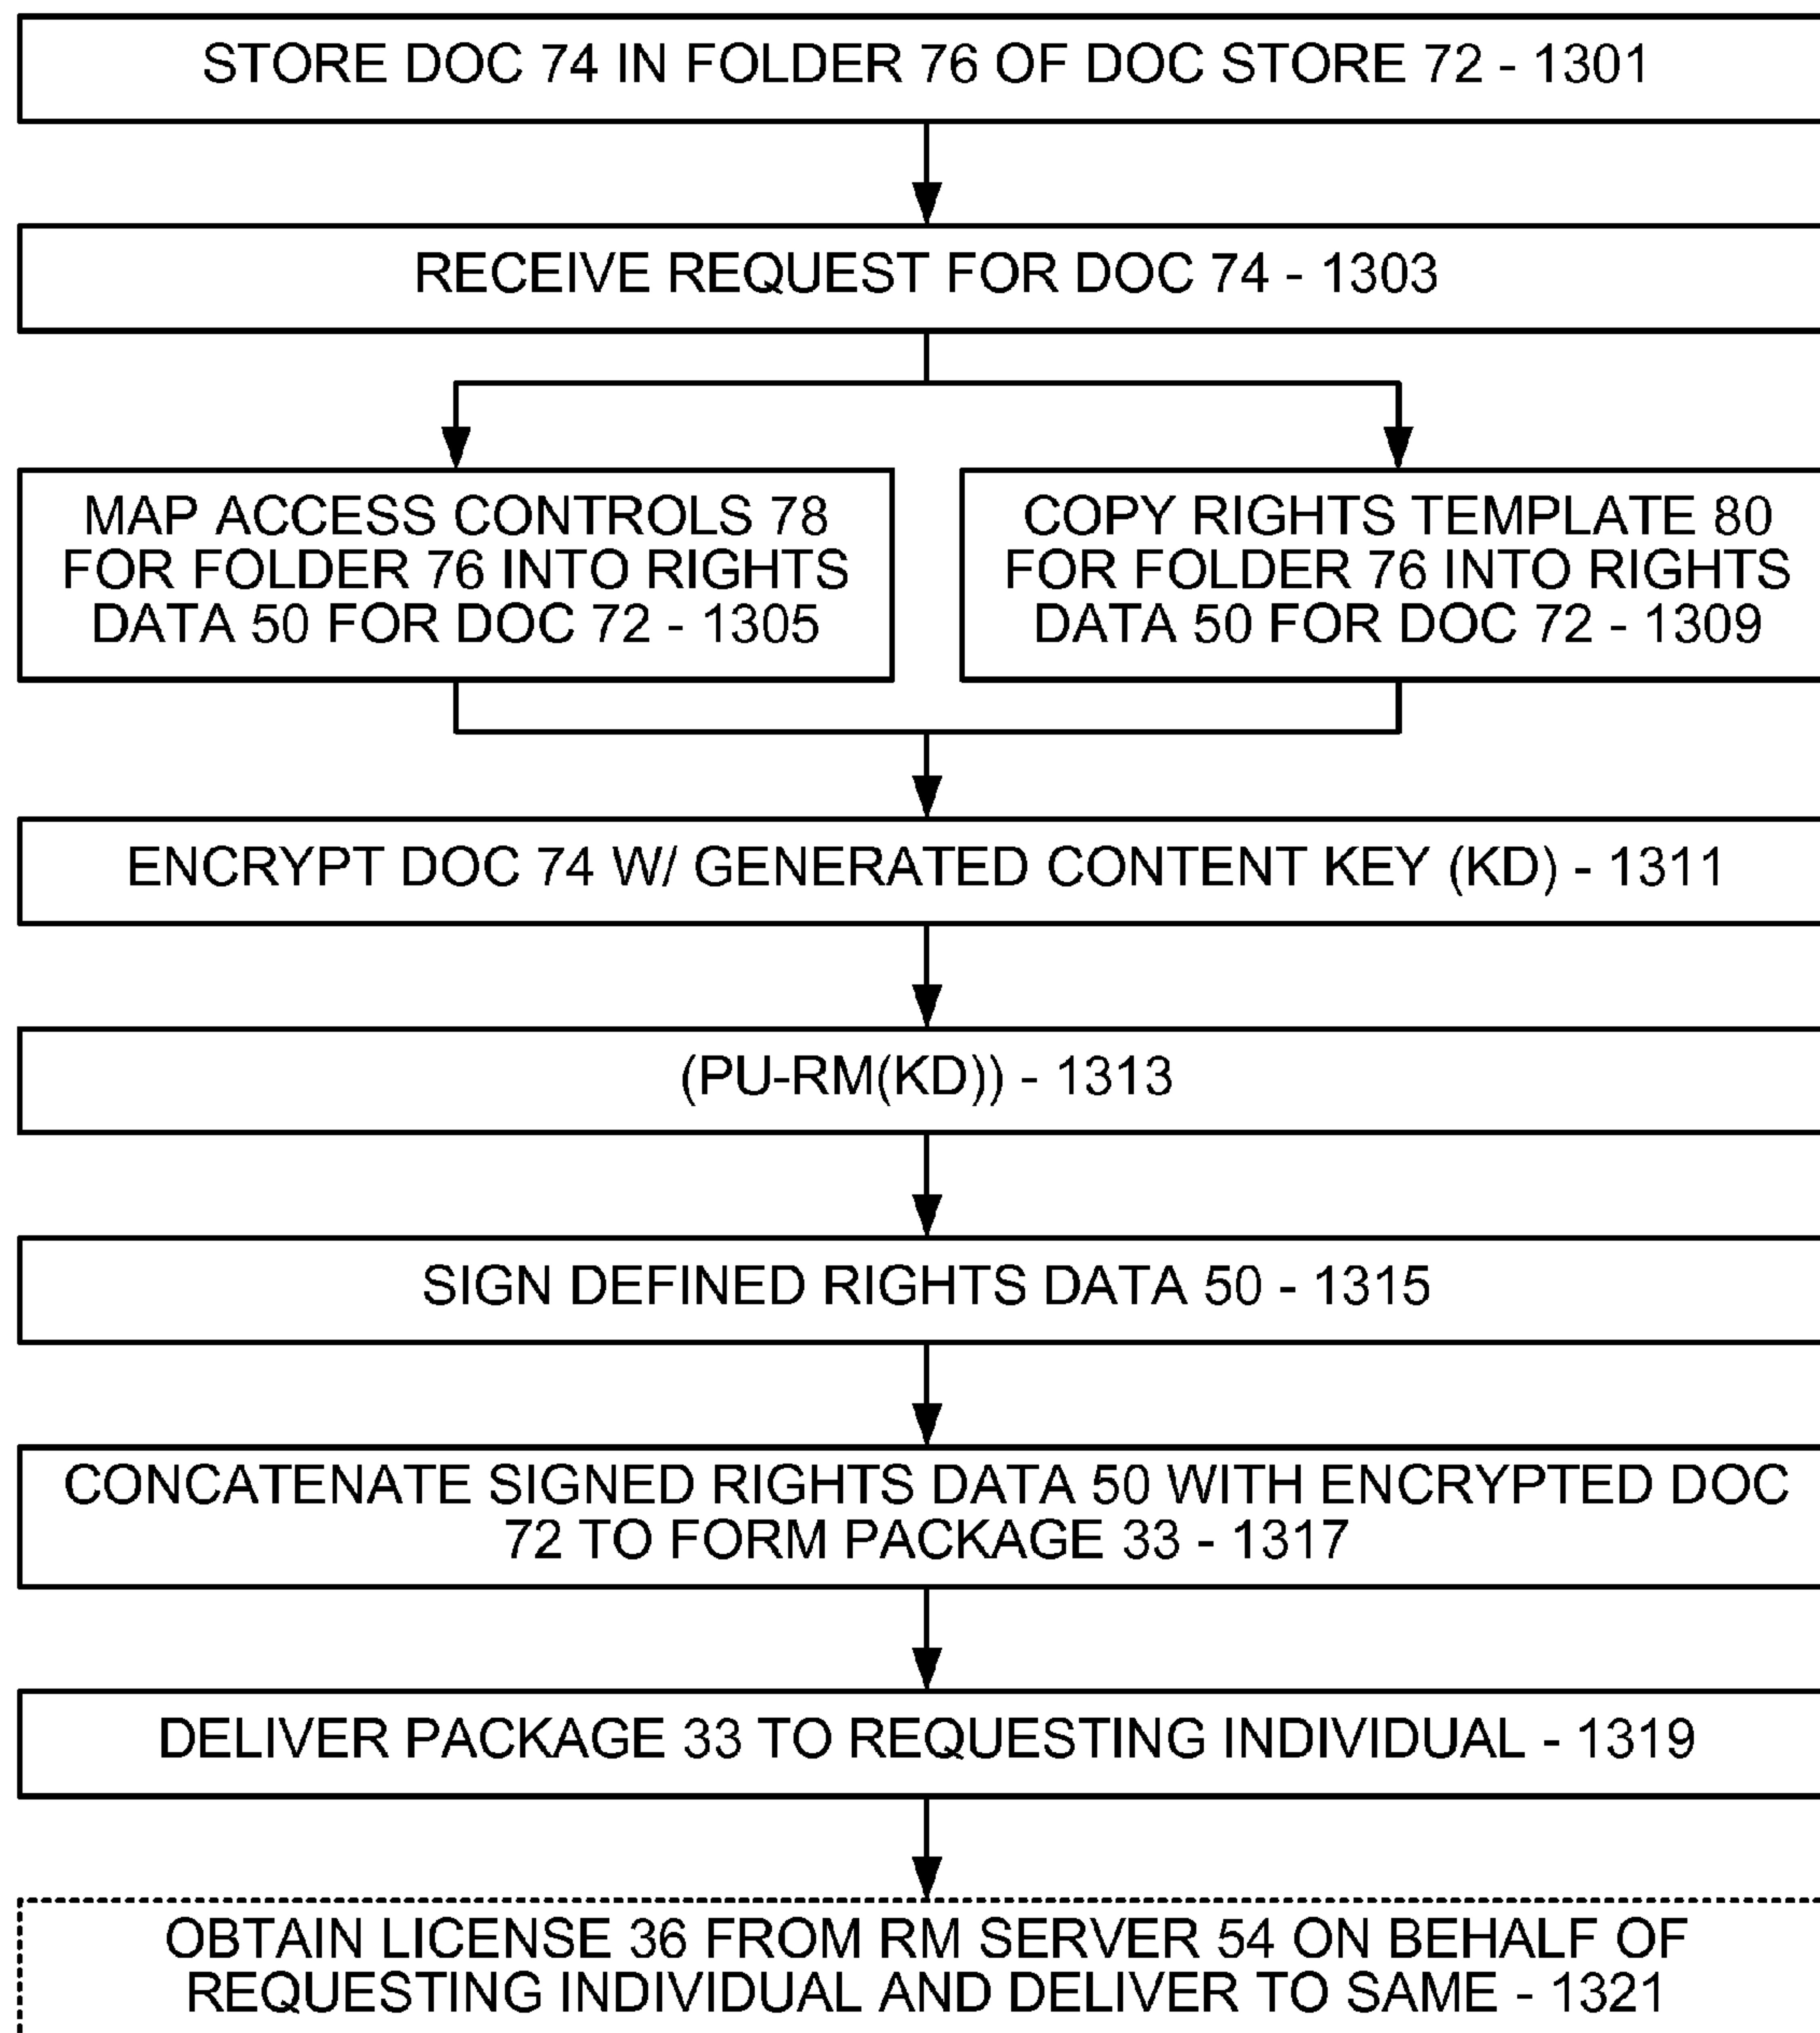 STORE DOC 74 IN FOLDER 76 OF DOC STORE 72 - 1301
RECEIVE REQUEST FOR DOC 74 - 1303
MAP ACCESS CONTROLS 78
FOR FOLDER 76 INTO RIGHTS
DATA 50 FOR DOC 72 - 1305
COPY RIGHTS TEMPLATE 80
FOR FOLDER 76 INTO RIGHTS
DATA 50 FOR DOC 72 - 1309
ENCRYPT DOC 74 W/ GENERATED CONTENT KEY (KD) - 1311
(PU-RM(KD)) - 1313
SIGN DEFINED RIGHTS DATA 50 - 1315
CONCATENATE SIGNED RIGHTS DATA 50 WITH ENCRYPTED DOC
72 TO FORM PACKAGE 33 - 1317
DELIVER PACKAGE 33 TO REQUESTING INDIVIDUAL - 1319
OBTAIN LICENSE 36 FROM RM SERVER 54 ON BEHALF OF
REQUESTING INDIVIDUAL AND DELIVER TO SAME - 1321